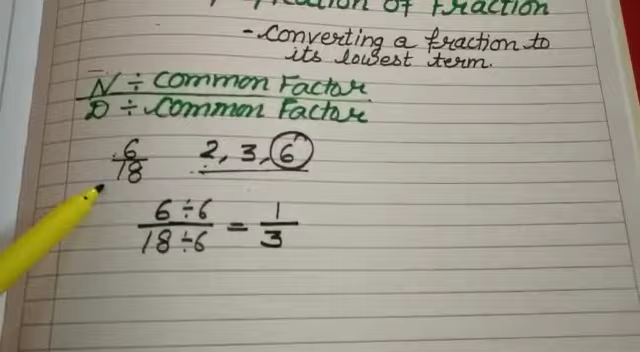 of Fraction
- Converting a fraction to
its lowest term.
N ÷ Common Factor
D ÷ Common Factor
6/18 2, 3, 6
6 ÷ 6 / 18 ÷ 6 = 1/3